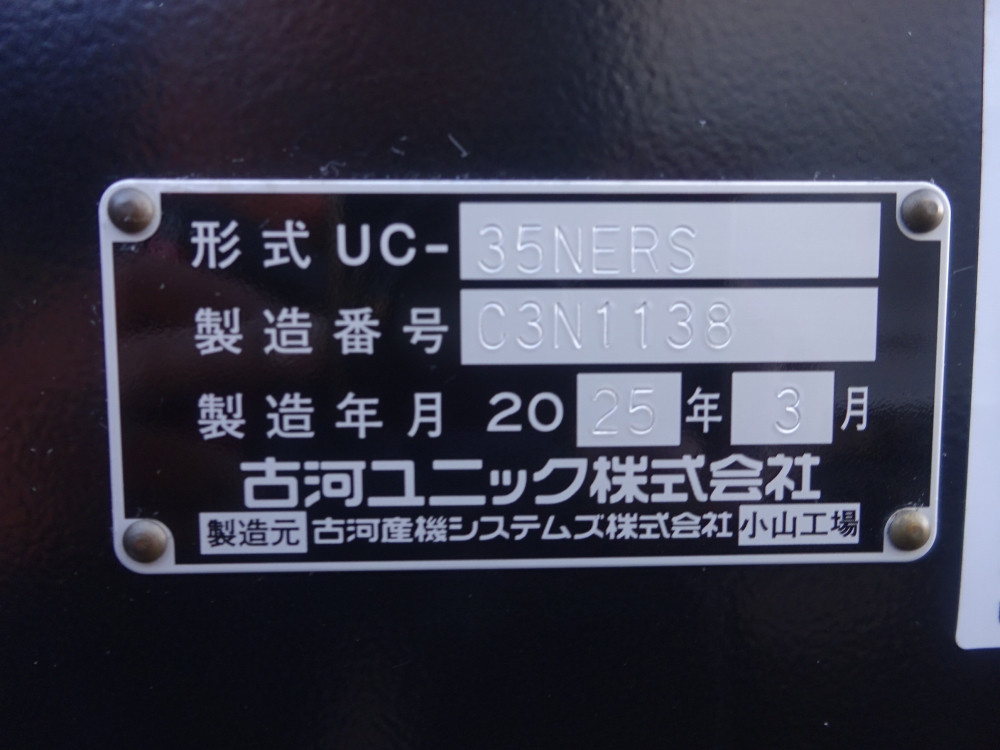 形式 UC-35NERS
製造番号 C3N1138
製造年月 2025年3月
古河ユニック株式会社
製造元 古河産機システムズ株式会社 小山工場